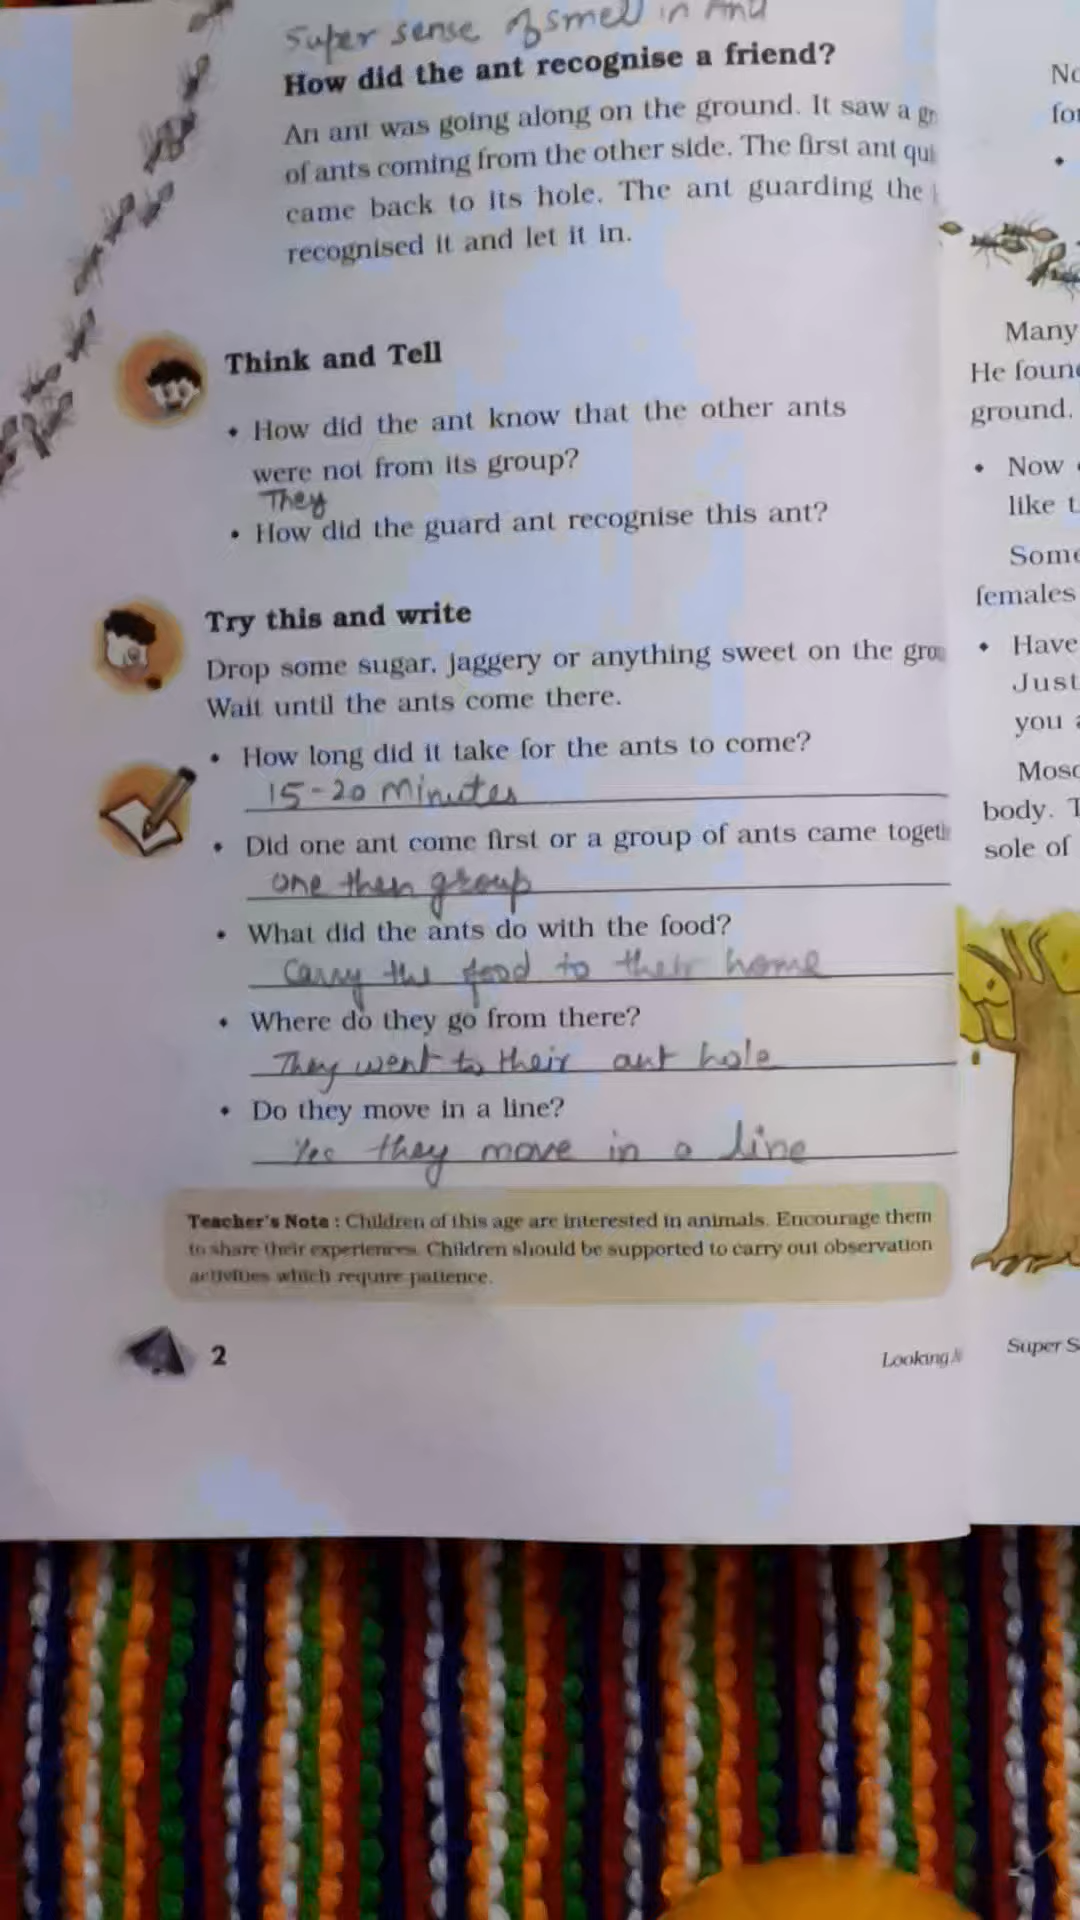 Super sense of smell in
How did the ant recognise a friend?
An ant was going along on the ground. It saw a
of ants coming from the other side. The first ant
came back to its hole. The ant guarding the
recognised it and let it in.
Think and Tell
• How did the ant know that the other ants
were not from its group?
They
• How did the guard ant recognise this ant?
Try this and write
Drop some sugar, jaggery or anything sweet on the
Wait until the ants come there.
• How long did it take for the ants to come?
15-20 Minutes
• Did one ant come first or a group of ants came
one then group
• What did the ants do with the food?
Carry the food to their home
• Where do they go from there?
They went to their ant hole
• Do they move in a line?
Yes they move in a line
Teacher's Note : Children of this age are interested in animals. Encourage them
to share their experiences. Children should be supported to carry out observation
activities which require patience.
2
Looking
No
•
Many
He
ground.
• Now
like
Some
females
• Have
Just
you
body.
sole of
Super